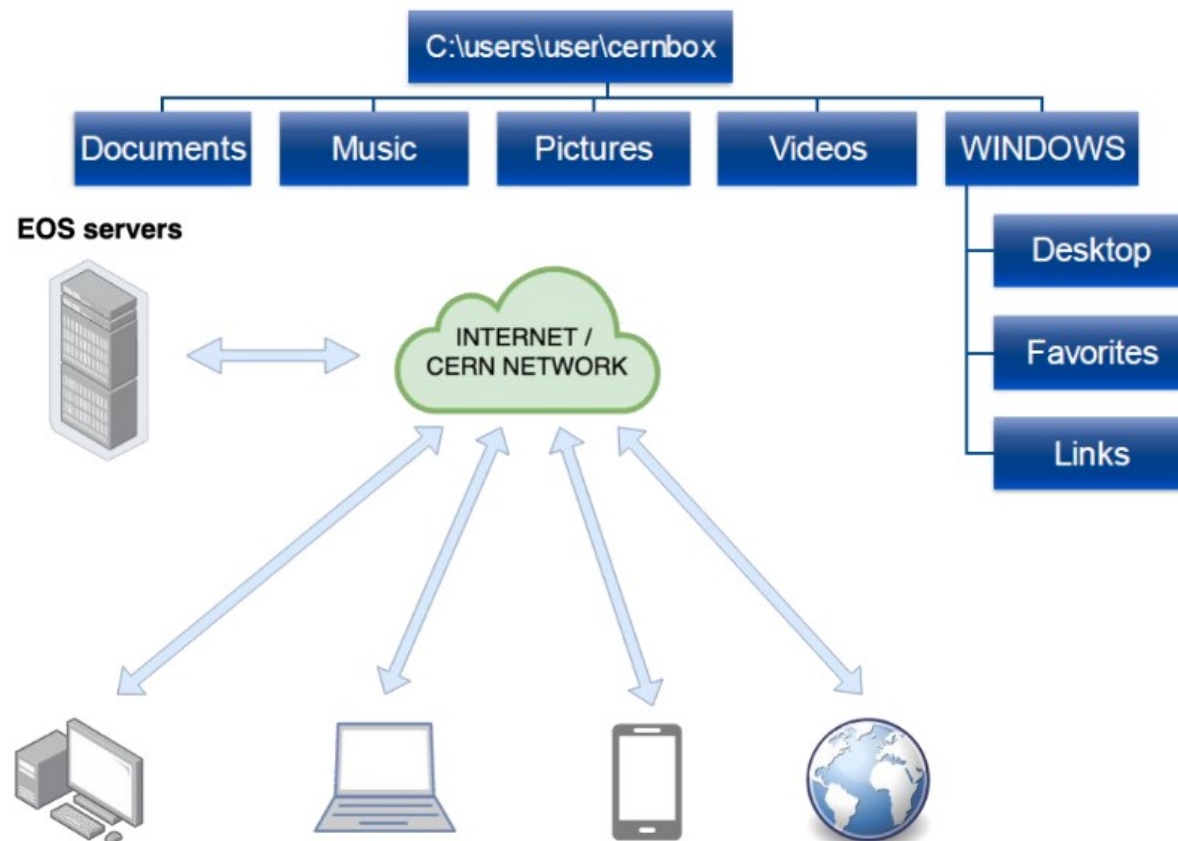 C:\users\user\cernbox
Documents
Music
Pictures
Videos
WINDOWS
Desktop
Favorites
Links
EOS servers
INTERNET /
CERN NETWORK